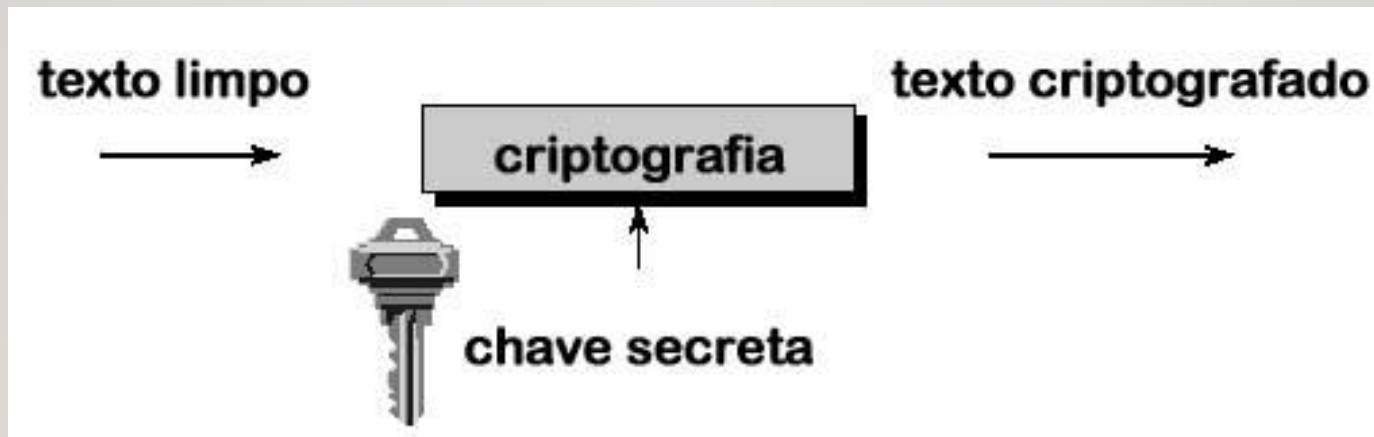 texto limpo
texto criptografado
criptografia
chave secreta